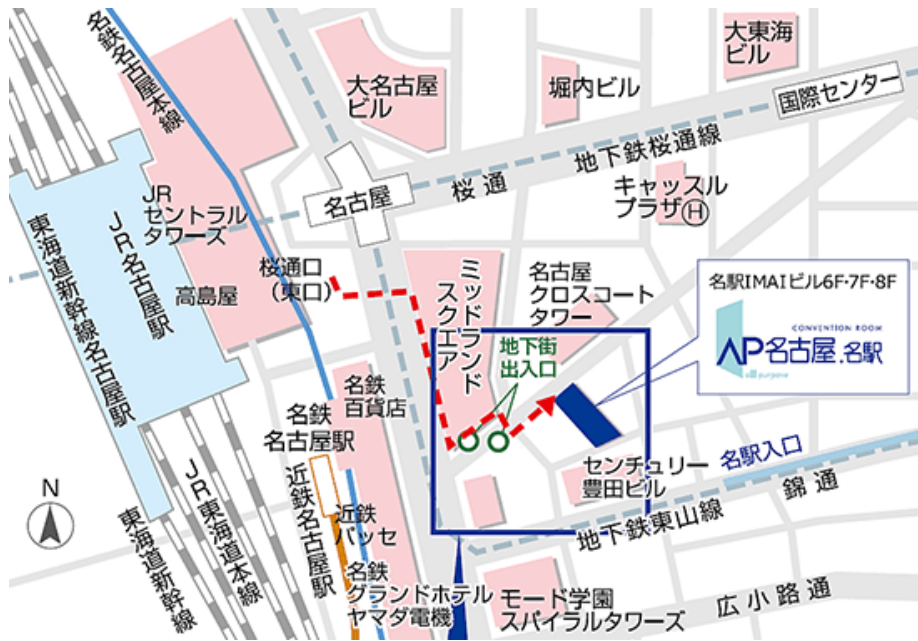 名鉄名古屋本線
大名古屋
ビル
堀内ビル
大東海
ビル
国際センター
地下鉄桜通線
桜通
名古屋
キャッスル
プラザⒽ
JR
セントラル
タワーズ
JR名古屋駅
東海道新幹線名古屋駅
高島屋
桜通口
(東口)
ミッドランド
スクエア
名古屋
クロスコート
タワー
名駅IMAIビル6F·7F·8F
CONVENTION ROOM
AP名古屋.名駅
all purpose
地下街
出入口
名鉄
百貨店
名鉄
名古屋駅
近鉄名古屋駅
近鉄
パッセ
センチュリー
豊田ビル
名駅入口
錦通
地下鉄東山線
N
東海道新幹線
JR東海道本線
名鉄
グランドホテル
ヤマダ電機
モード学園
スパイラルタワーズ
広小路通